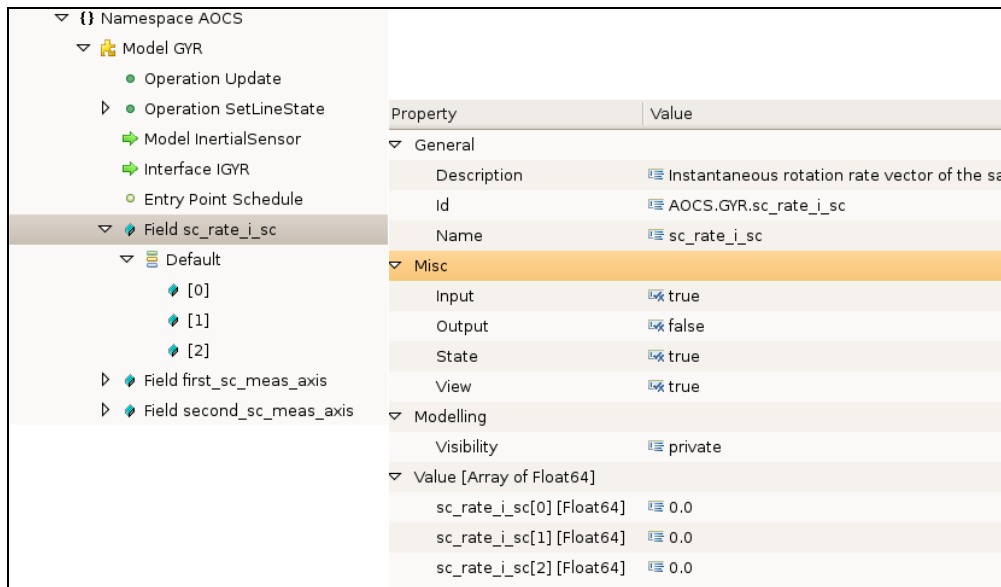 {} Namespace AOCS
Model GYR
Operation Update
Operation SetLineState
Model InertialSensor
Interface IGYR
Entry Point Schedule
Field sc_rate_i_sc
Default
[0]
[1]
[2]
Field first_sc_meas_axis
Field second_sc_meas_axis
Property Value
General
Description Instantaneous rotation rate vector of the sa
Id AOCS.GYR.sc_rate_i_sc
Name sc_rate_i_sc
Misc
Input true
Output false
State true
View true
Modelling
Visibility private
Value [Array of Float64]
sc_rate_i_sc[0] [Float64] 0.0
sc_rate_i_sc[1] [Float64] 0.0
sc_rate_i_sc[2] [Float64] 0.0